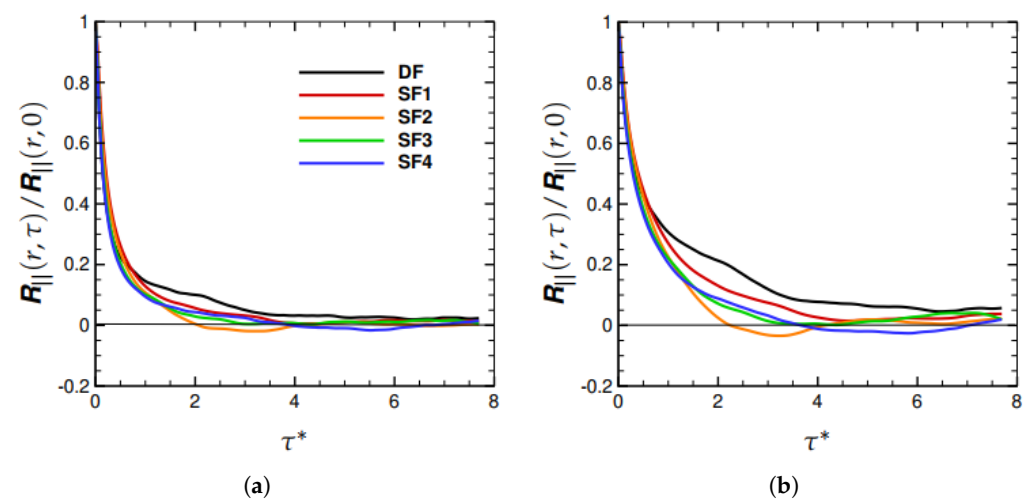 R||(r, τ) / R||(r, 0)
1
0.8
0.6
0.4
0.2
0
-0.2
0 2 4 6 8
τ*
DF
SF1
SF2
SF3
SF4
(a)
R||(r, τ) / R||(r, 0)
1
0.8
0.6
0.4
0.2
0
-0.2
0 2 4 6 8
τ*
(b)